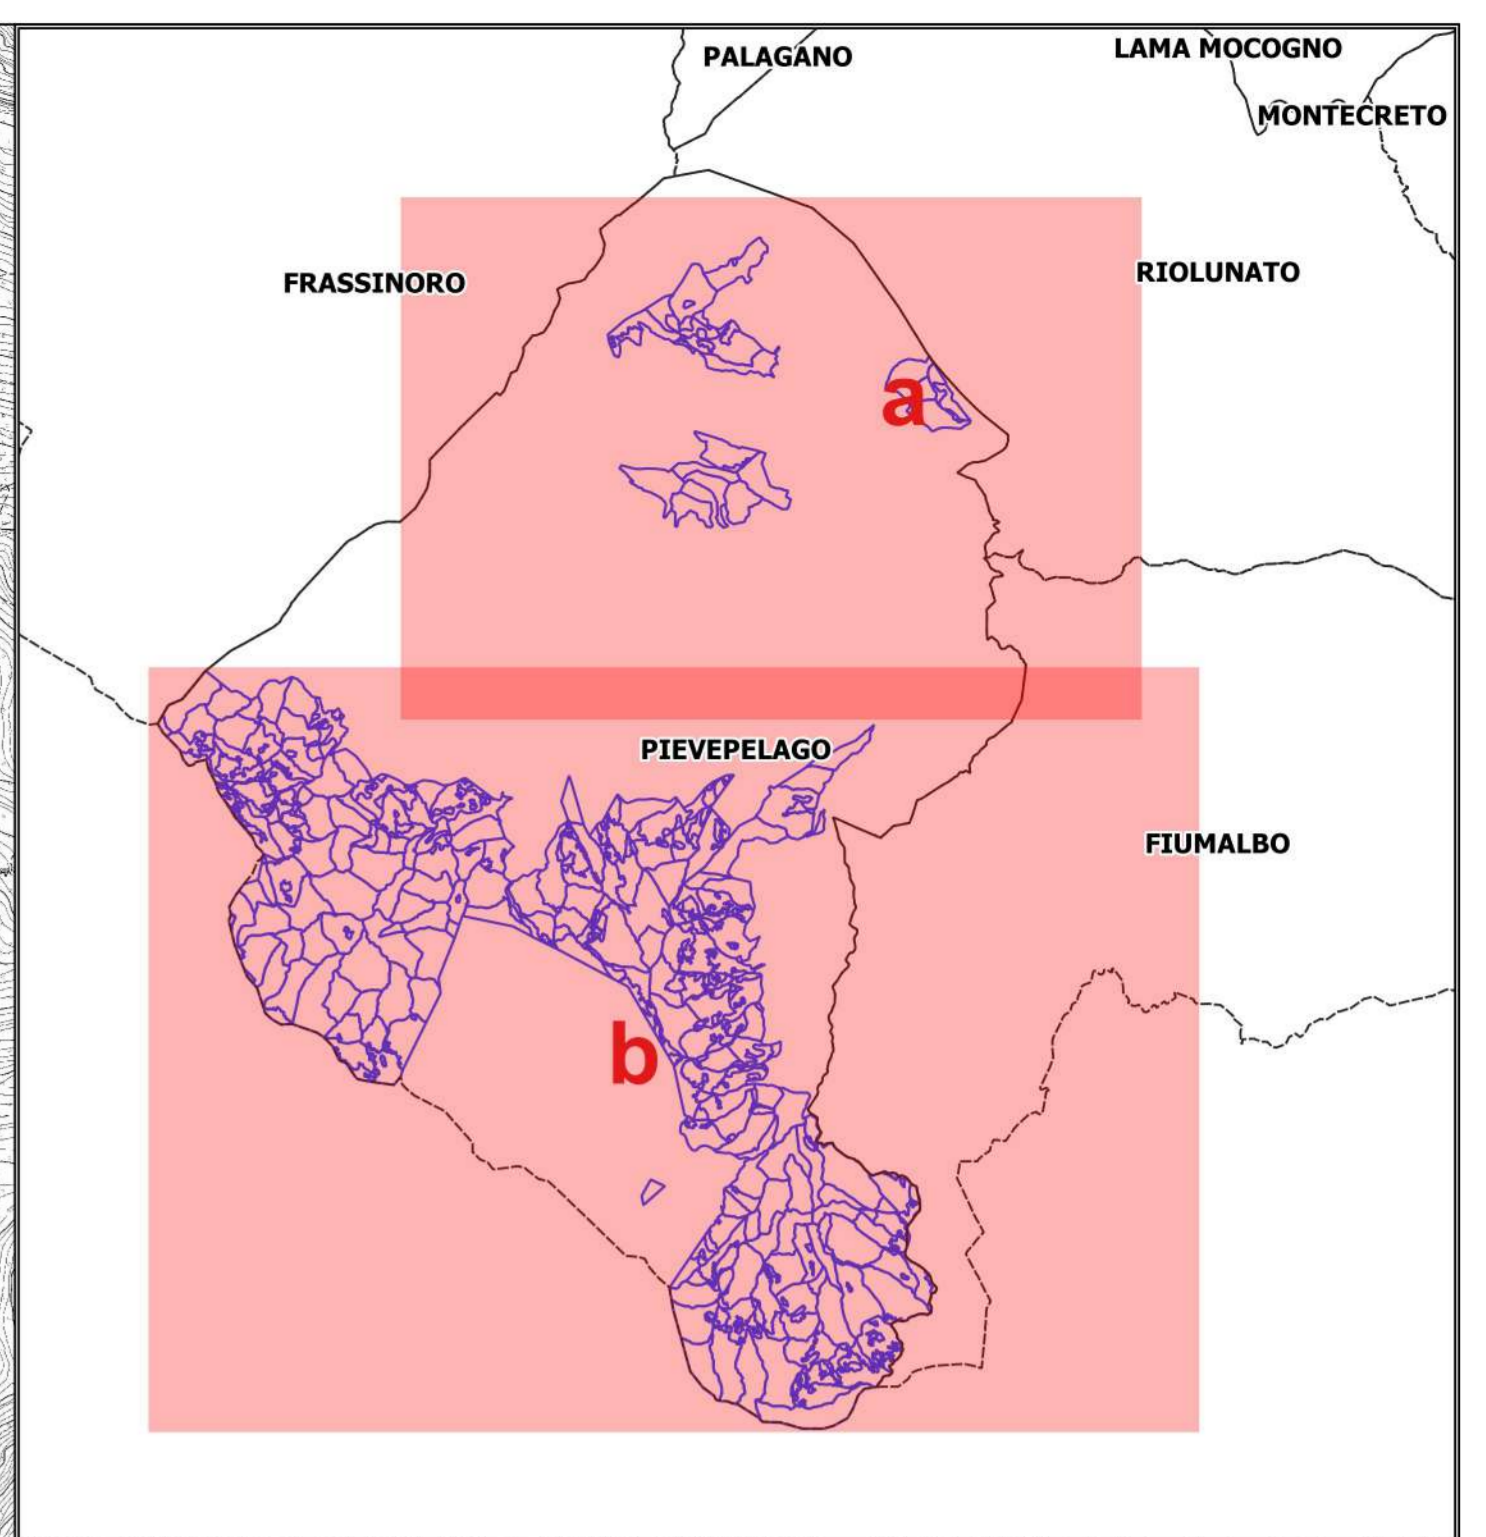 PALAGANO
LAMA MOCOGNO
MONTECRETO
FRASSINORO
RIOLUNATO
a
PIEVEPELAGO
FIUMALBO
b